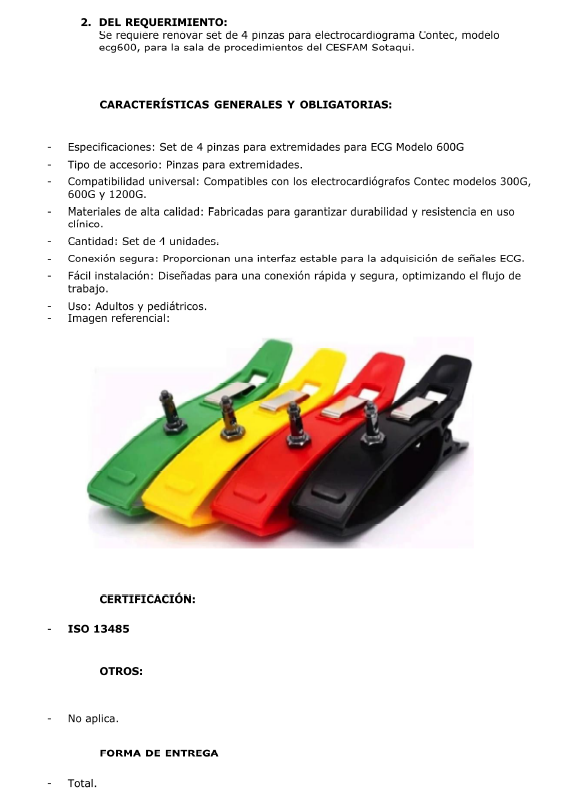 2. DEL REQUERIMIENTO:
Se requiere renovar set de 4 pinzas para electrocardiograma Contec, modelo
ecg600, para la sala de procedimientos del CESFAM Sotaqui.
CARACTERÍSTICAS GENERALES Y OBLIGATORIAS:
- Especificaciones: Set de 4 pinzas para extremidades para ECG Modelo 600G
- Tipo de accesorio: Pinzas para extremidades.
- Compatibilidad universal: Compatibles con los electrocardiógrafos Contec modelos 300G,
600G y 1200G.
- Materiales de alta calidad: Fabricadas para garantizar durabilidad y resistencia en uso
clínico.
- Cantidad: Set de 4 unidades.
- Conexión segura: Proporcionan una interfaz estable para la adquisición de señales ECG.
- Fácil instalación: Diseñadas para una conexión rápida y segura, optimizando el flujo de
trabajo.
- Uso: Adultos y pediátricos.
- Imagen referencial:
CERTIFICACIÓN:
- ISO 13485
OTROS:
- No aplica.
FORMA DE ENTREGA
- Total.